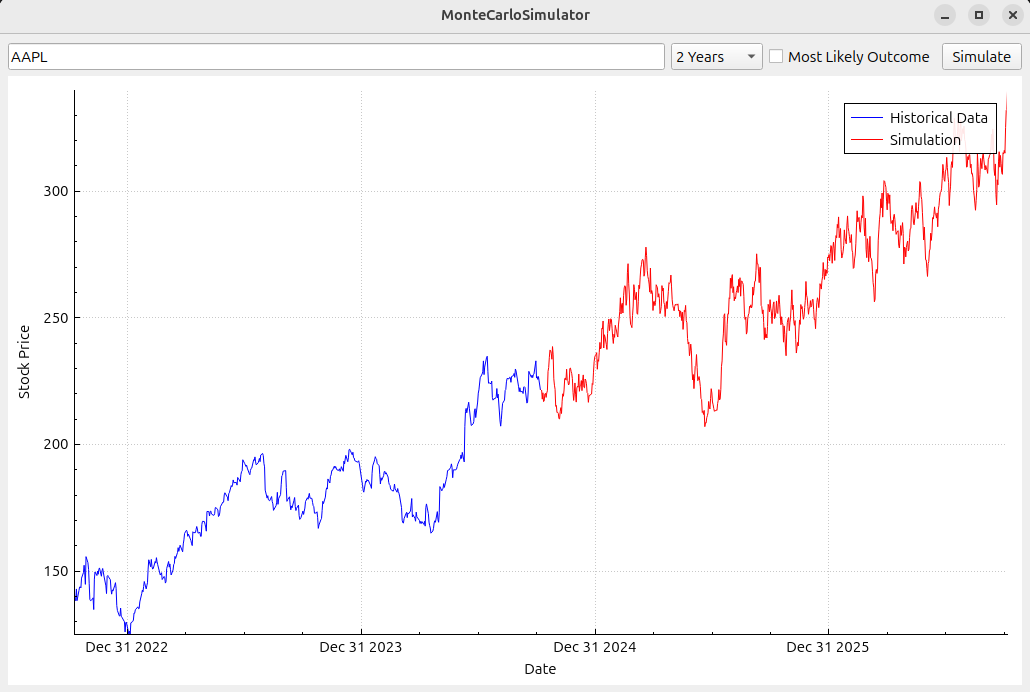 MonteCarloSimulator
AAPL 2 Years Most Likely Outcome Simulate
Historical Data
Simulation
300
250
200
150
Stock Price
Dec 31 2022 Dec 31 2023 Dec 31 2024 Dec 31 2025
Date